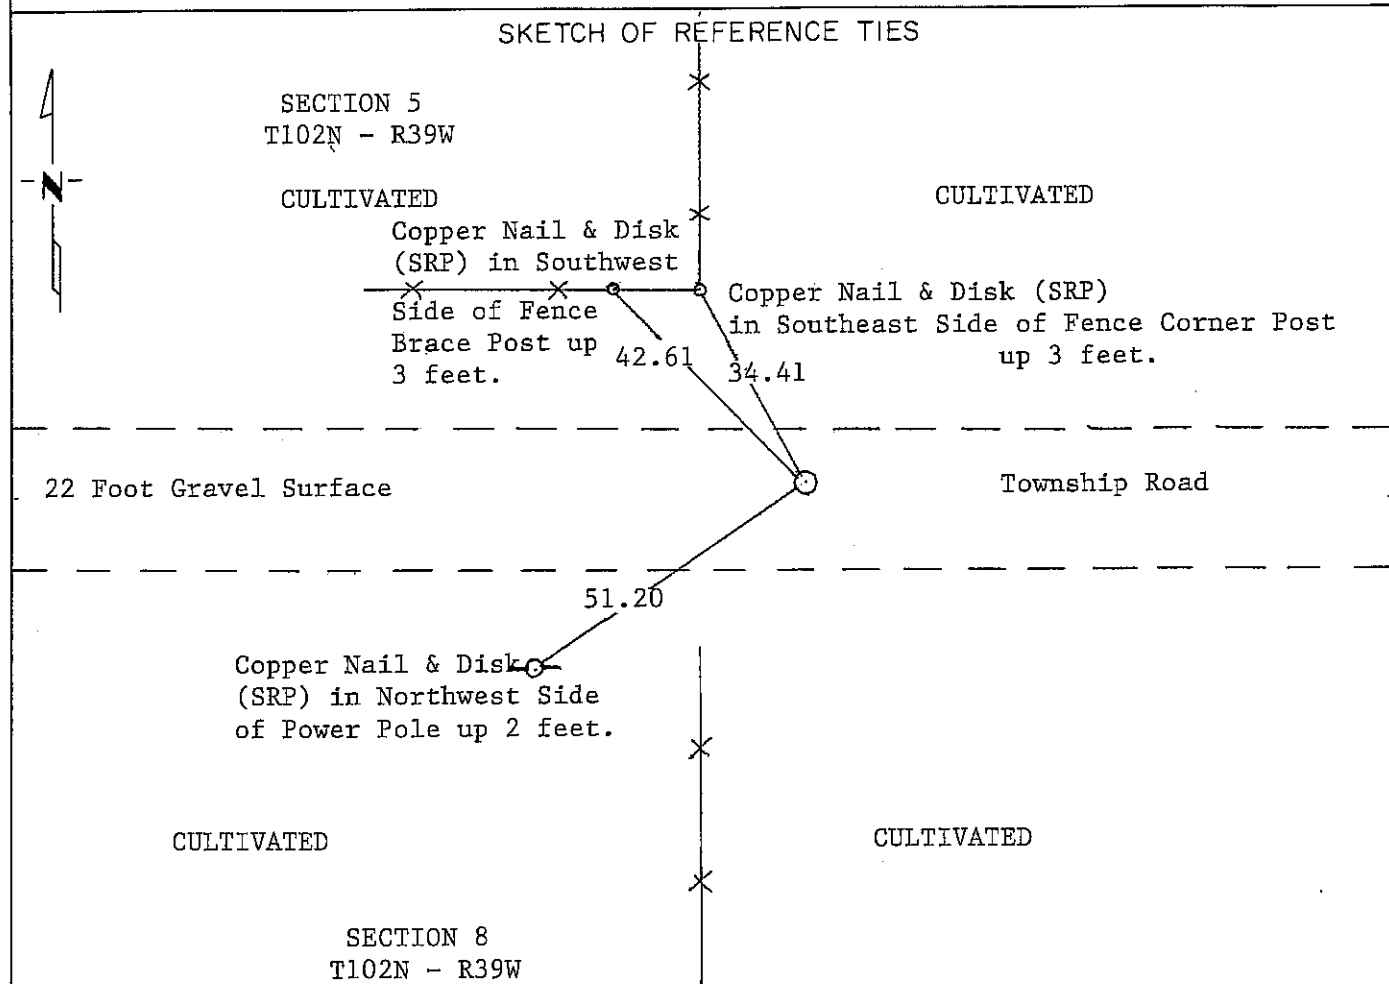 SKETCH OF REFERENCE TIES
SECTION 5
T102N - R39W
N
CULTIVATED
CULTIVATED
Copper Nail & Disk
(SRP) in Southwest
Side of Fence
Brace Post up
3 feet.
Copper Nail & Disk (SRP)
in Southeast Side of Fence Corner Post
up 3 feet.
42.61
34.41
22 Foot Gravel Surface
Township Road
51.20
Copper Nail & Disk
(SRP) in Northwest Side
of Power Pole up 2 feet.
CULTIVATED
CULTIVATED
SECTION 8
T102N - R39W